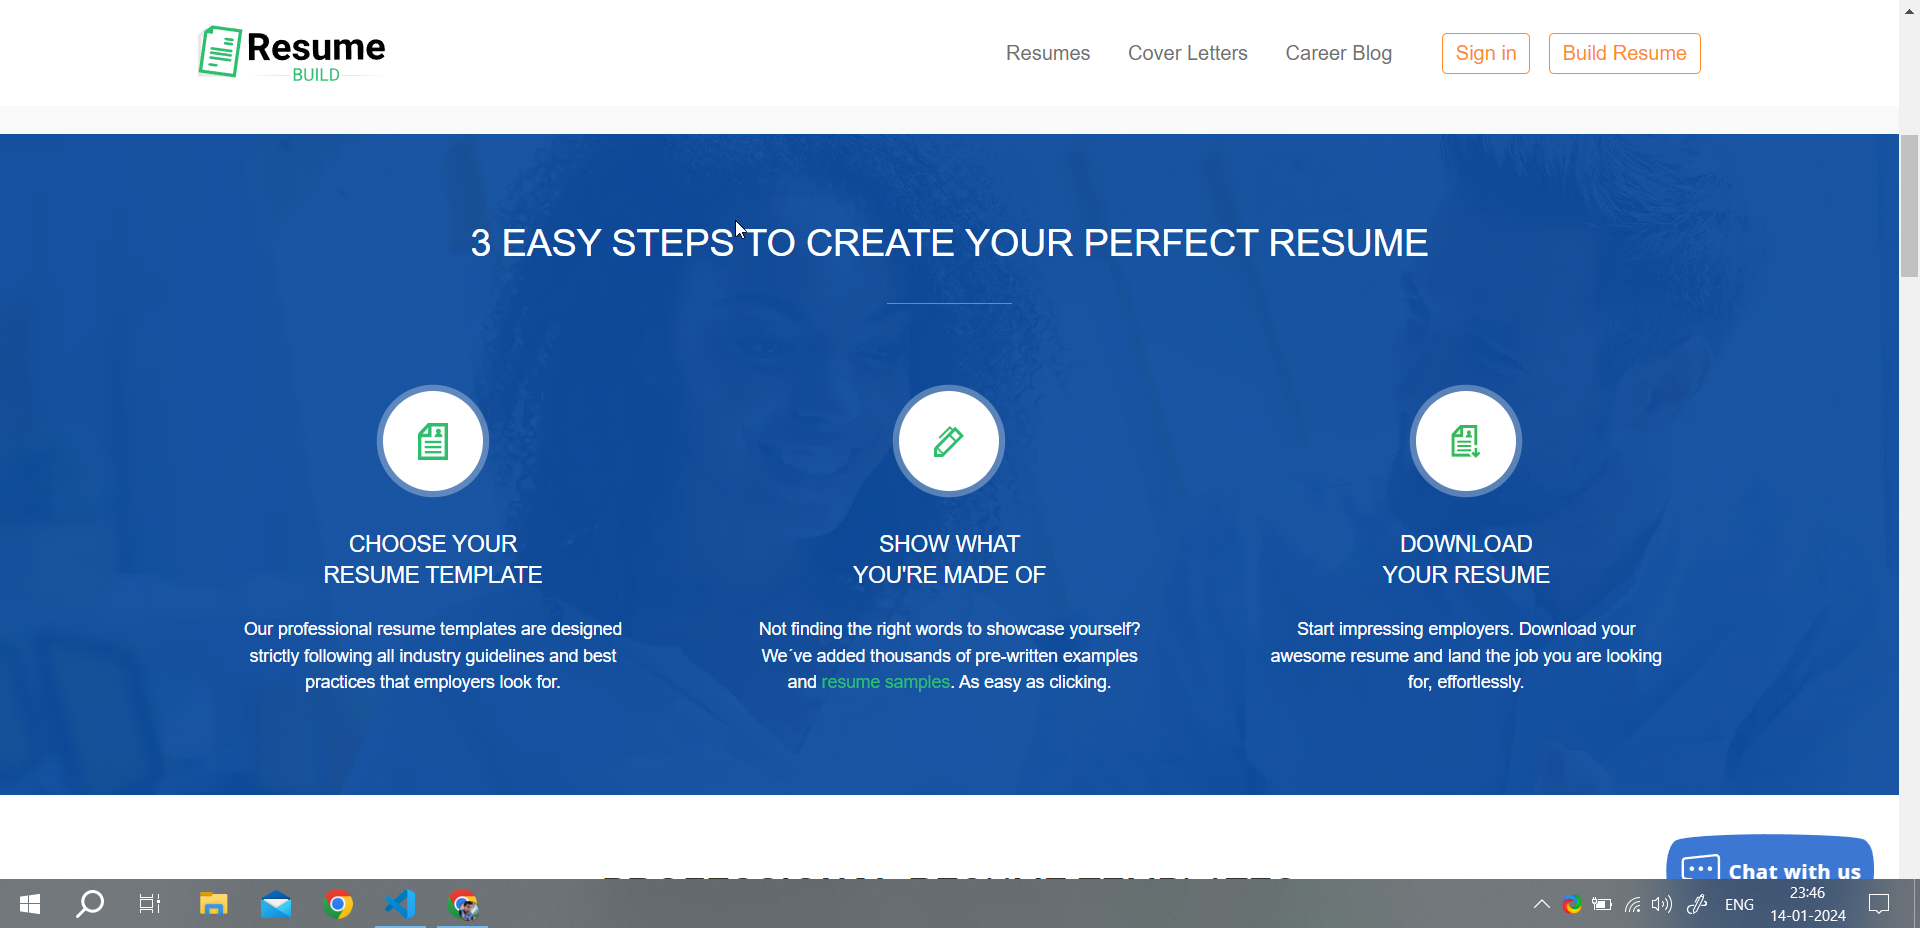 Resume
BUILD
Resumes
Cover Letters
Career Blog
Sign in
Build Resume
3 EASY STEPS TO CREATE YOUR PERFECT RESUME
CHOOSE YOUR
RESUME TEMPLATE
Our professional resume templates are designed
strictly following all industry guidelines and best
practices that employers look for.
SHOW WHAT
YOU'RE MADE OF
Not finding the right words to showcase yourself?
We´ve added thousands of pre-written examples
and resume samples. As easy as clicking.
DOWNLOAD
YOUR RESUME
Start impressing employers. Download your
awesome resume and land the job you are looking
for, effortlessly.
PROFESSIONAL RESUME TEMPLATES
Chat with us
ENG
23:46
14-01-2024